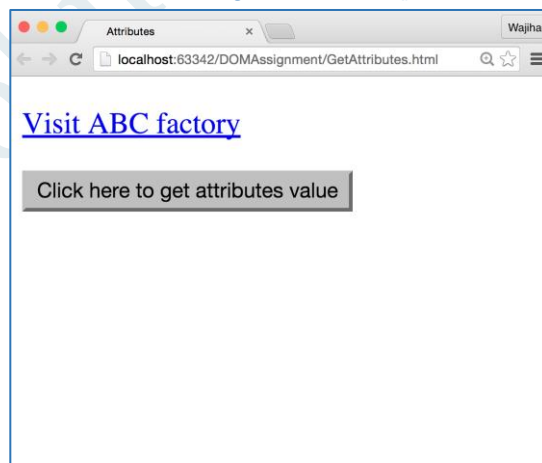 Attributes
Wajiha
localhost:63342/DOMAssignment/GetAttributes.html
Visit ABC factory
Click here to get attributes value